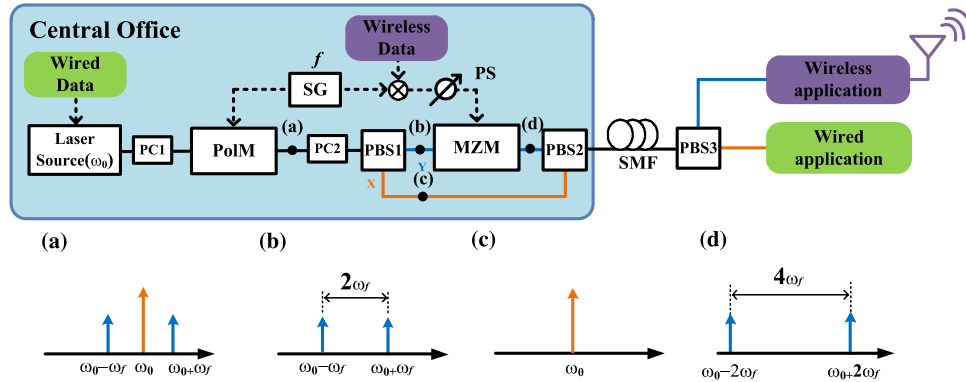 Central Office
Wired
Data
Wireless
Data
f
SG
PS
Laser
Source(ω₀)
PC1
PolM
(a)
PC2
PBS1
(b)
Y
X
(c)
MZM
(d)
PBS2
SMF
PBS3
Wireless
application
Wired
application
(a)
(b)
(c)
(d)
2ωf
4ωf
ω₀−ωf
ω₀
ω₀+ωf
ω₀−ωf
ω₀+ωf
ω₀
ω₀−2ωf
ω₀+2ωf